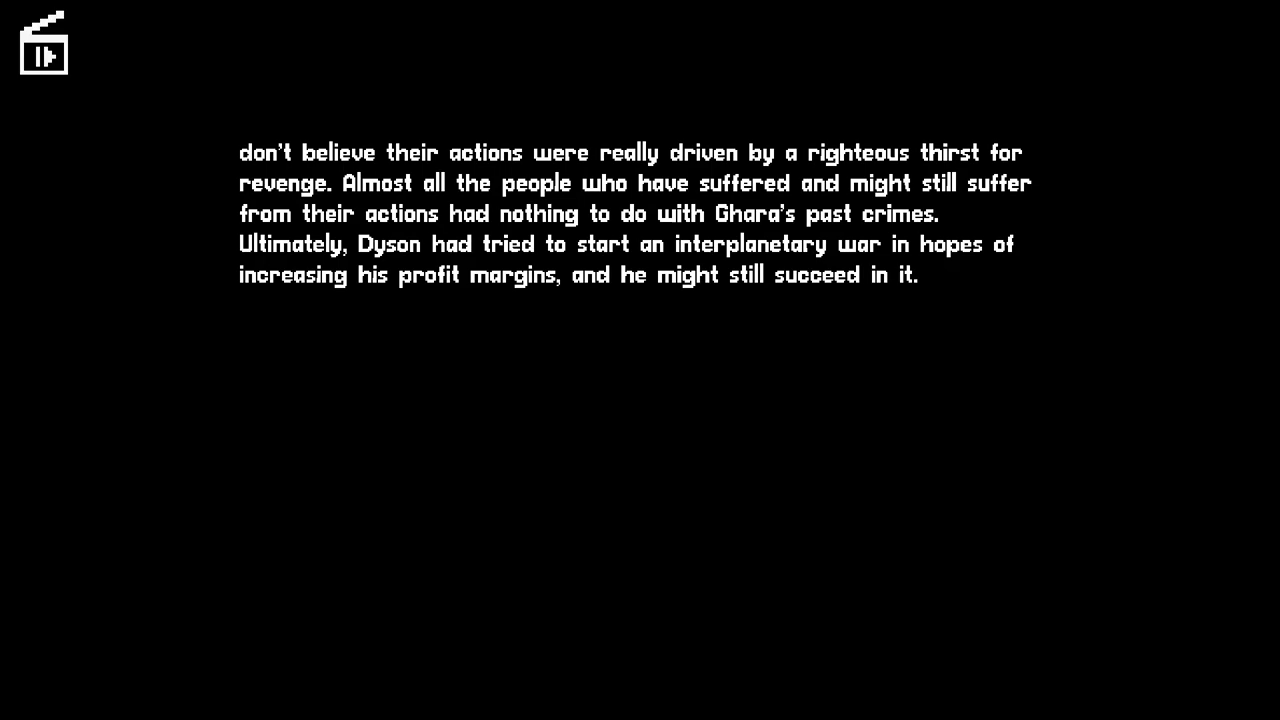 don't believe their actions were really driven by a righteous thirst for
revenge. Almost all the people who have suffered and might still suffer
from their actions had nothing to do with Ghara's past crimes.
Ultimately, Dyson had tried to start an interplanetary war in hopes of
increasing his profit margins, and he might still succeed in it.